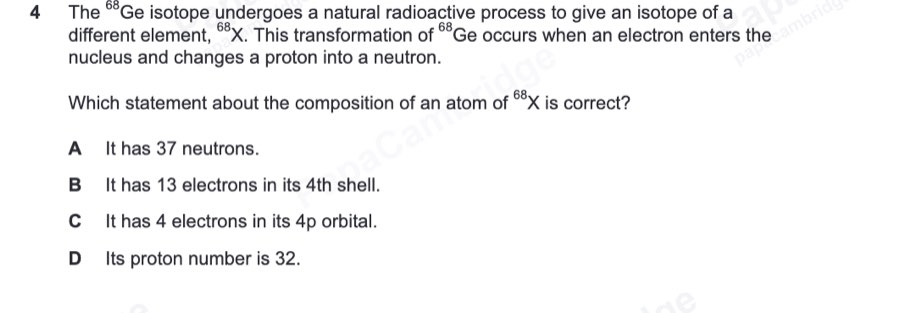 4 The ⁶⁸Ge isotope undergoes a natural radioactive process to give an isotope of a
different element, ⁶⁸X. This transformation of ⁶⁸Ge occurs when an electron enters the
nucleus and changes a proton into a neutron.
Which statement about the composition of an atom of ⁶⁸X is correct?
A It has 37 neutrons.
B It has 13 electrons in its 4th shell.
C It has 4 electrons in its 4p orbital.
D Its proton number is 32.